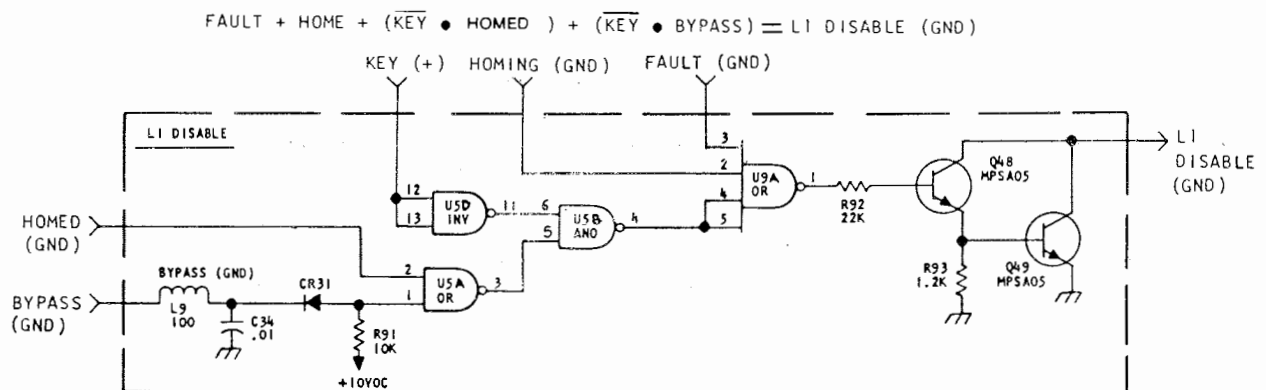 FAULT + HOME + (KEY • HOMED ) + (KEY • BYPASS) = LI DISABLE (GND)
KEY (+) HOMING (GND) FAULT (GND)
LI DISABLE
3
2
U9A
OR
1
4
5
R92
22K
Q48
MPSA05
LI
DISABLE
(GND)
12
13
U5D
INV
11
6
5
U5B
AND
4
HOMED
(GND)
2
1
U5A
OR
3
R93
1.2K
Q49
MPSA05
BYPASS (GND)
BYPASS
(GND)
L9
100
C34
.01
CR31
R91
10K
+10VDC